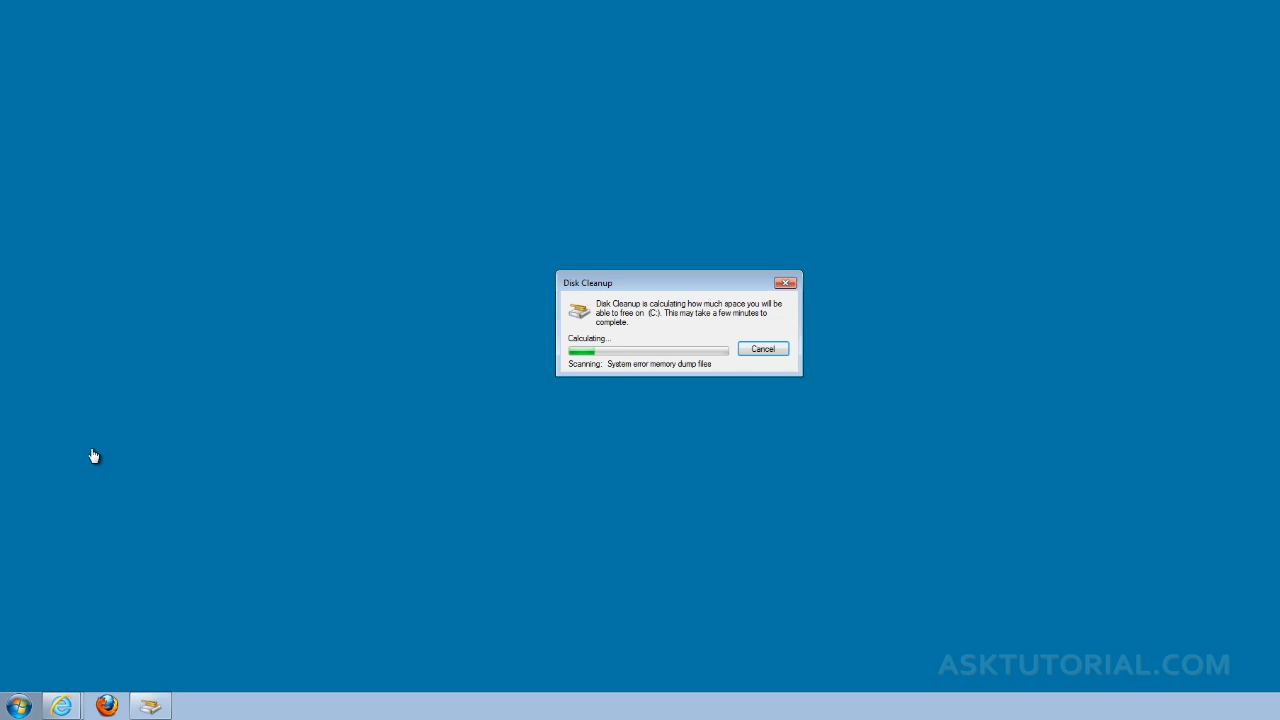 Disk Cleanup
Disk Cleanup is calculating how much space you will be
able to free on  (C:). This may take a few minutes to
complete.
Calculating...
Cancel
Scanning:  System error memory dump files
ASKTUTORIAL.COM